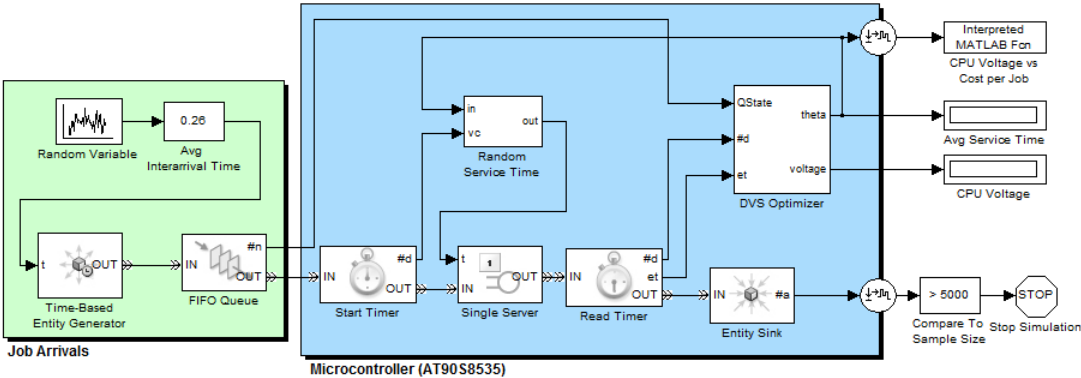 Interpreted
MATLAB Fcn
CPU Voltage vs
Cost per Job
QState
theta
#d
et
voltage
DVS Optimizer
Avg Service Time
CPU Voltage
in
out
vc
Random
Service Time
Random Variable
0.26
Avg
Interarrival Time
t
OUT
Time-Based
Entity Generator
IN
#n
OUT
FIFO Queue
Job Arrivals
IN
#d
OUT
Start Timer
t
1
IN
OUT
Single Server
IN
#d
et
OUT
Read Timer
IN
#a
Entity Sink
> 5000
Compare To
Sample Size
STOP
Stop Simulation
Microcontroller (AT90S8535)